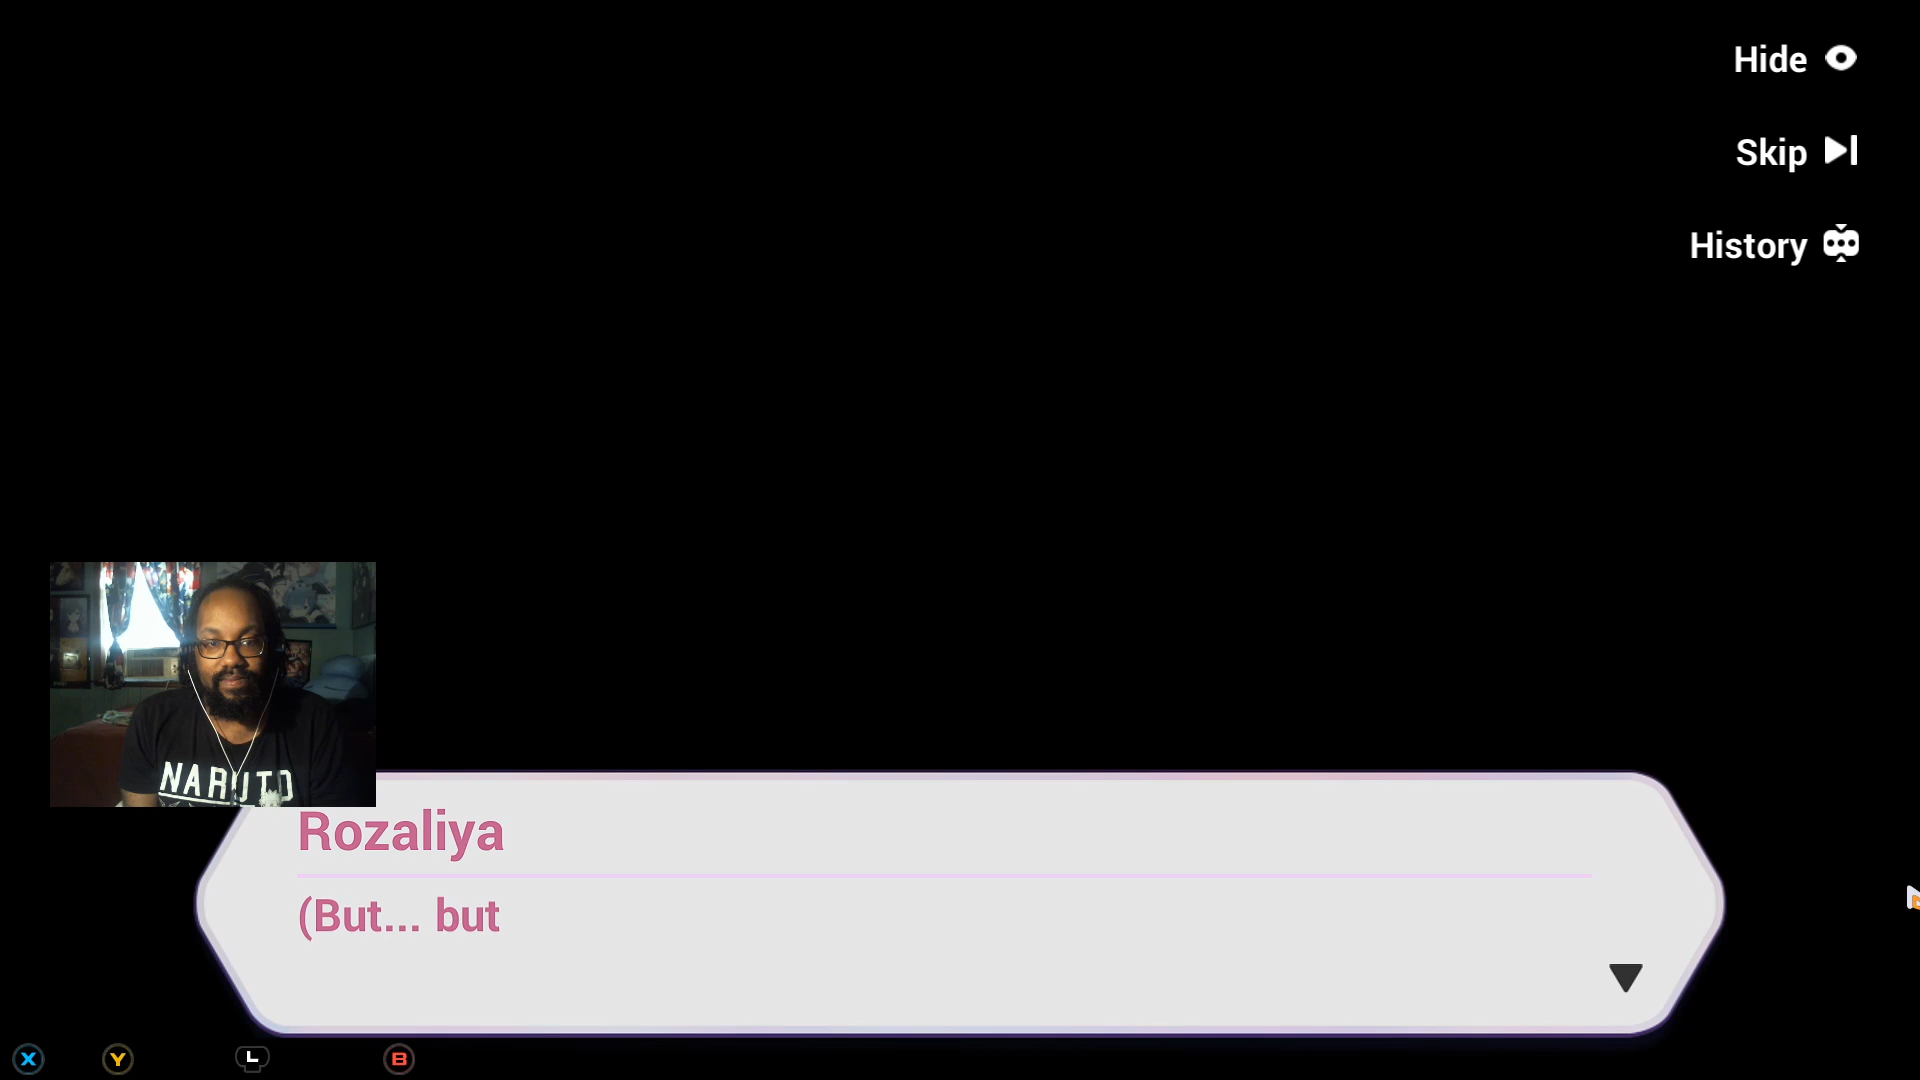 Hide
Skip
History
NARUTO
Rozaliya
(But... but
X Y L B